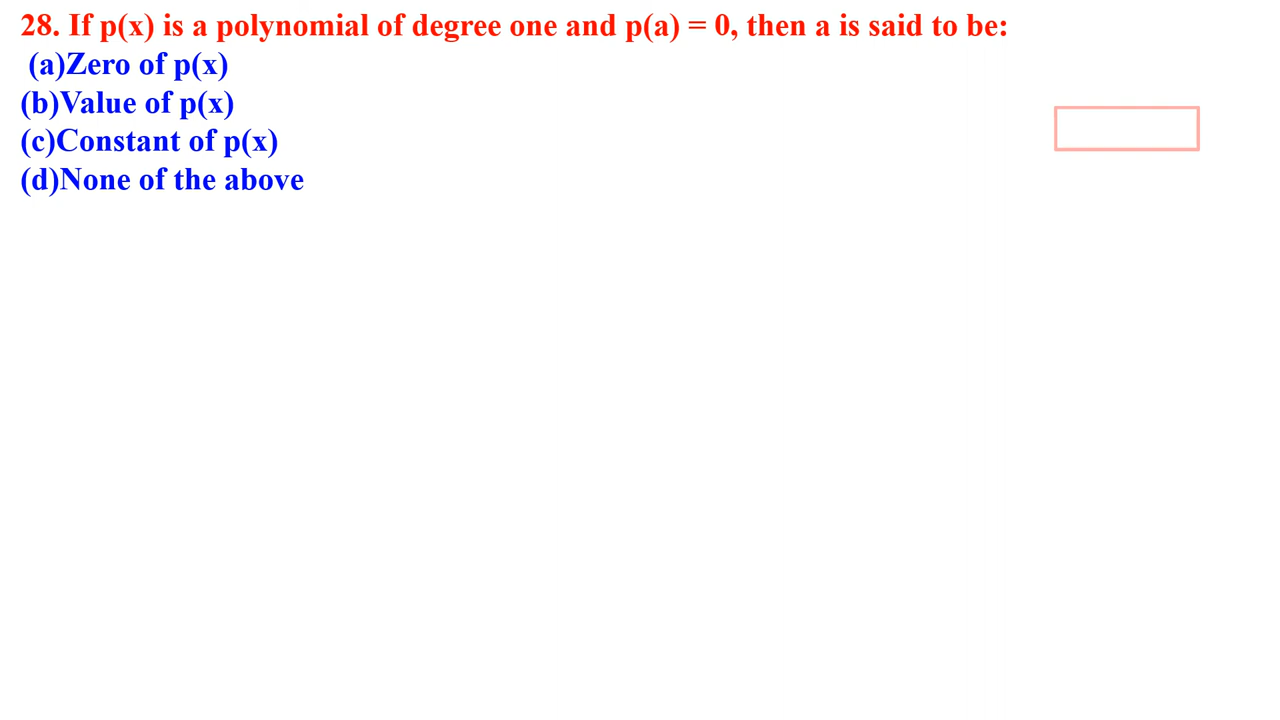 28. If p(x) is a polynomial of degree one and p(a) = 0, then a is said to be:
(a)Zero of p(x)
(b)Value of p(x)
(c)Constant of p(x)
(d)None of the above